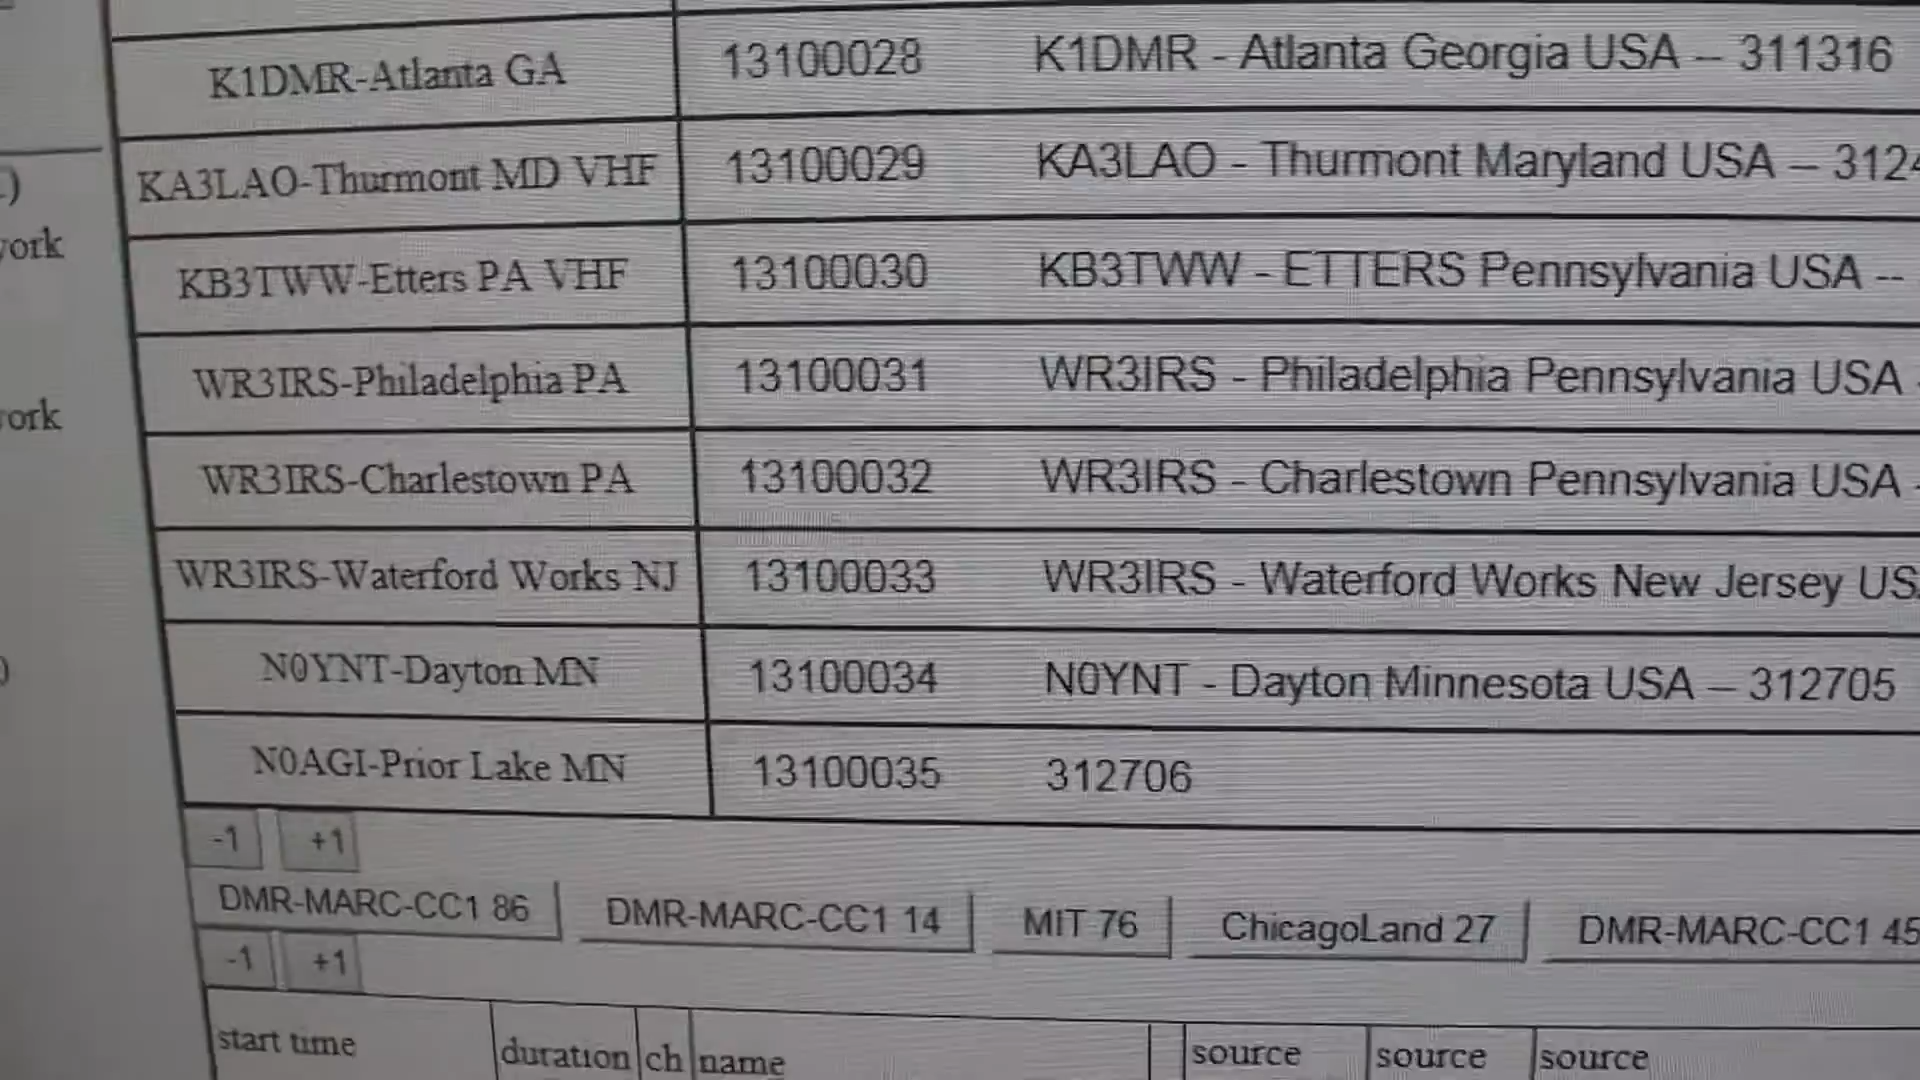 K1DMR-Atlanta GA 13100028 K1DMR - Atlanta Georgia USA -- 311316
KA3LAO-Thurmont MD VHF 13100029 KA3LAO - Thurmont Maryland USA -- 312
ork
KB3TWW-Etters PA VHF 13100030 KB3TWW - ETTERS Pennsylvania USA --
WR3IRS-Philadelphia PA 13100031 WR3IRS - Philadelphia Pennsylvania USA -
ork
WR3IRS-Charlestown PA 13100032 WR3IRS - Charlestown Pennsylvania USA -
WR3IRS-Waterford Works NJ 13100033 WR3IRS - Waterford Works New Jersey US
N0YNT-Dayton MN 13100034 N0YNT - Dayton Minnesota USA -- 312705
N0AGI-Prior Lake MN 13100035 312706
-1 +1
DMR-MARC-CC1 86 DMR-MARC-CC1 14 MIT 76 ChicagoLand 27 DMR-MARC-CC1 45
-1 +1
start time duration ch name source source source